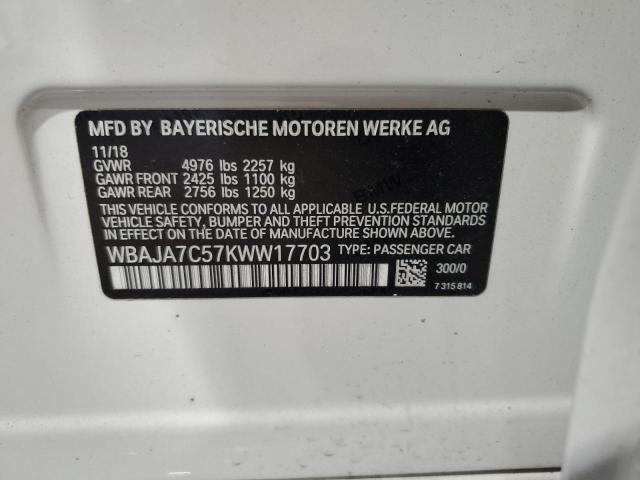 MFD BY BAYERISCHE MOTOREN WERKE AG
11/18
GVWR 4976 lbs 2257 kg
GAWR FRONT 2425 lbs 1100 kg
GAWR REAR 2756 lbs 1250 kg
THIS VEHICLE CONFORMS TO ALL APPLICABLE U.S.FEDERAL MOTOR
VEHICLE SAFETY, BUMPER AND THEFT PREVENTION STANDARDS
IN EFFECT ON THE DATE OF MANUFACTURE SHOWN ABOVE.
WBAJA7C57KWW17703 TYPE: PASSENGER CAR
300/0
7 315 814
BMW